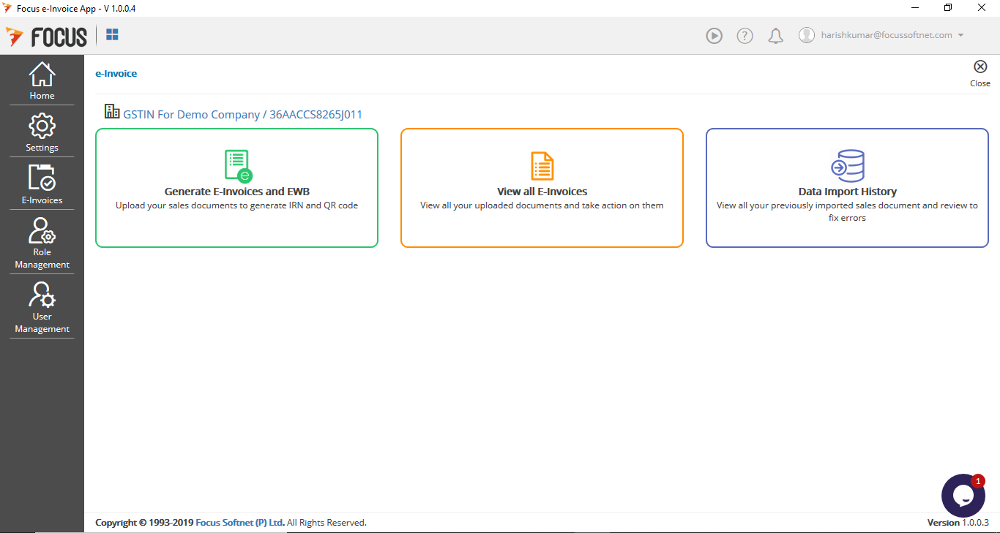 Focus e-Invoice App - V 1.0.0.4
FOCUS
?
harishkumar@focussoftnet.com
Home
Settings
E-Invoices
Role
Management
User
Management
e-Invoice
Close
GSTIN For Demo Company / 36AACCS8265J011
Generate E-Invoices and EWB
Upload your sales documents to generate IRN and QR code
View all E-Invoices
View all your uploaded documents and take action on them
Data Import History
View all your previously imported sales document and review to
fix errors
1
Copyright © 1993-2019 Focus Softnet (P) Ltd. All Rights Reserved.
Version 1.0.0.3